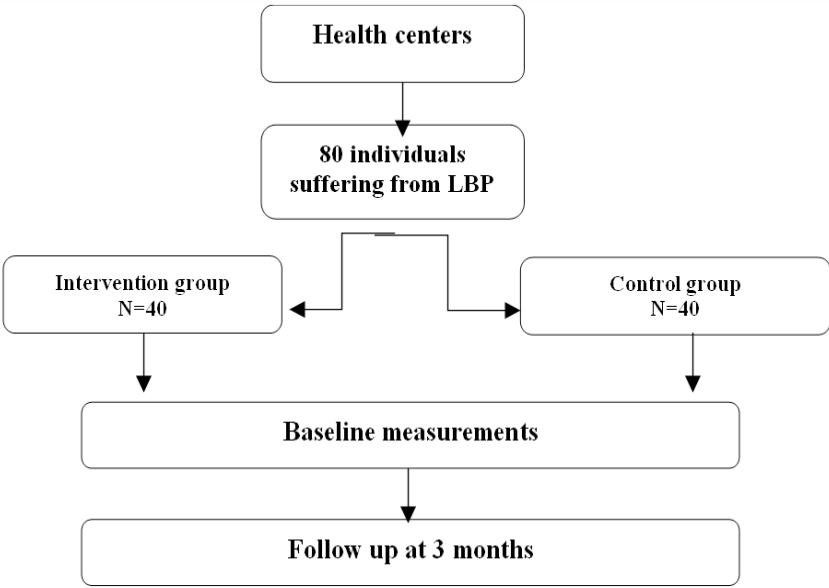 Health centers
80 individuals
suffering from LBP
Intervention group
N=40
Control group
N=40
Baseline measurements
Follow up at 3 months